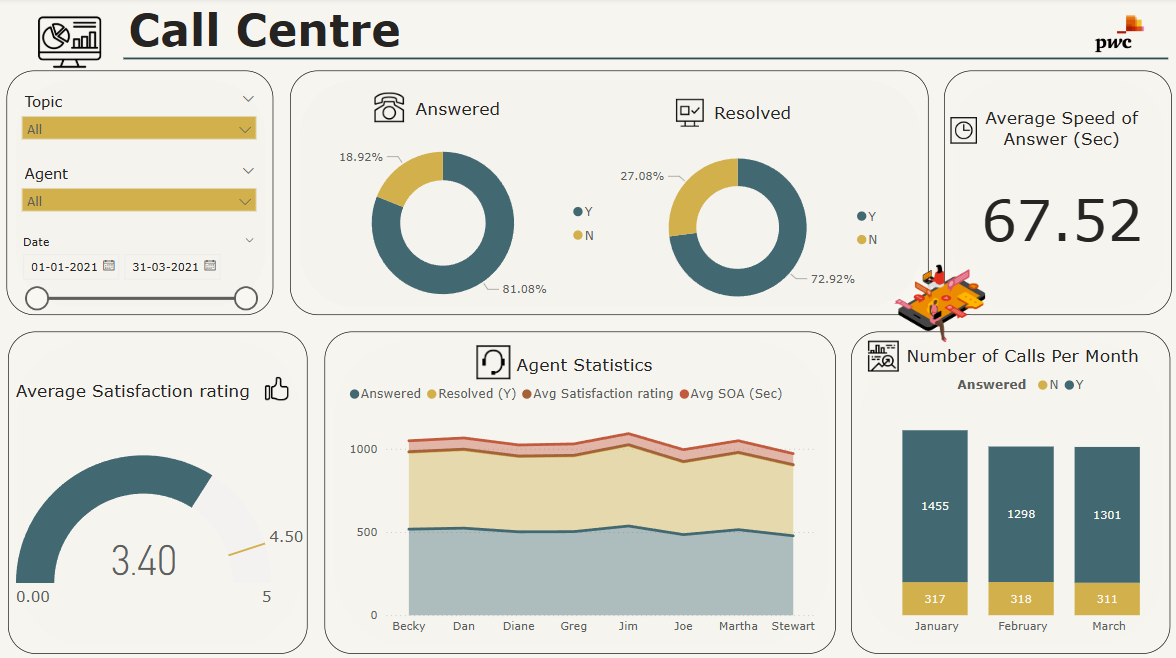 Call Centre
pwc
Topic
All
Agent
All
Date
01-01-2021 31-03-2021
Answered
18.92%
81.08%
Y
N
Resolved
27.08%
72.92%
Y
N
Average Speed of
Answer (Sec)
67.52
Average Satisfaction rating
3.40
4.50
0.00 5
Agent Statistics
Answered Resolved (Y) Avg Satisfaction rating Avg SOA (Sec)
1000
500
0
Becky Dan Diane Greg Jim Joe Martha Stewart
Number of Calls Per Month
Answered N Y
1455 1298 1301
317 318 311
January February March